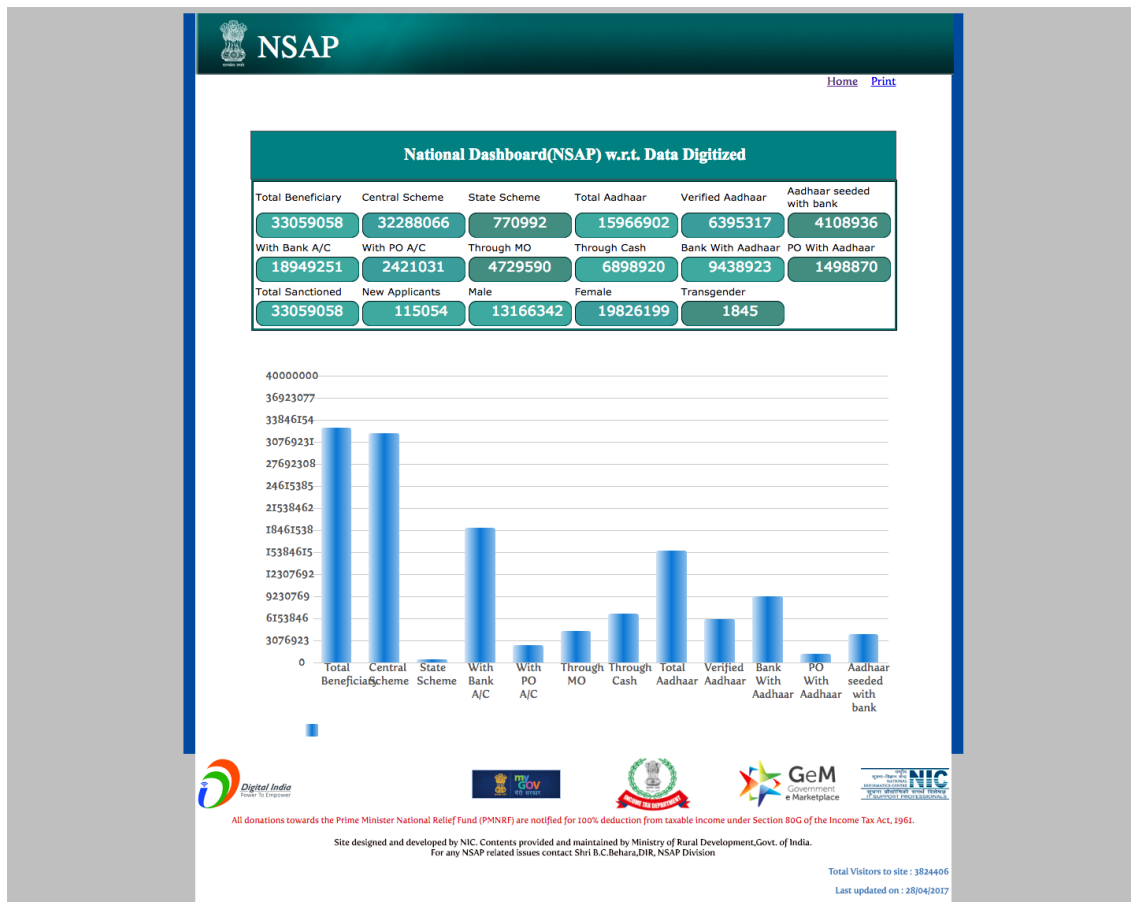 NSAP
Home Print
National Dashboard(NSAP) w.r.t. Data Digitized
Total Beneficiary Central Scheme State Scheme Total Aadhaar Verified Aadhaar Aadhaar seeded with bank
33059058 32288066 770992 15966902 6395317 4108936
With Bank A/C With PO A/C Through MO Through Cash Bank With Aadhaar PO With Aadhaar
18949251 2421031 4729590 6898920 9438923 1498870
Total Sanctioned New Applicants Male Female Transgender
33059058 115054 13166342 19826199 1845
40000000
36923077
33846154
30769231
27692308
24615385
21538462
18461538
15384615
12307692
9230769
6153846
3076923
0
Total Central State With With Through Through Total Verified Bank PO Aadhaar
Beneficiary Scheme Scheme Bank PO MO Cash Aadhaar Aadhaar With With seeded
A/C A/C Aadhaar Aadhaar with
bank
Digital India
Power To Empower
my
GOV
मेरी सरकार
INCOME TAX DEPARTMENT
GeM
Government
e Marketplace
NIC
NATIONAL
INFORMATICS CENTRE
All donations towards the Prime Minister National Relief Fund (PMNRF) are notified for 100% deduction from taxable income under Section 80G of the Income Tax Act, 1961.
Site designed and developed by NIC. Contents provided and maintained by Ministry of Rural Development,Govt. of India.
For any NSAP related issues contact Shri B.C.Behara,DIR, NSAP Division
Total Visitors to site : 3824406
Last updated on : 28/04/2017